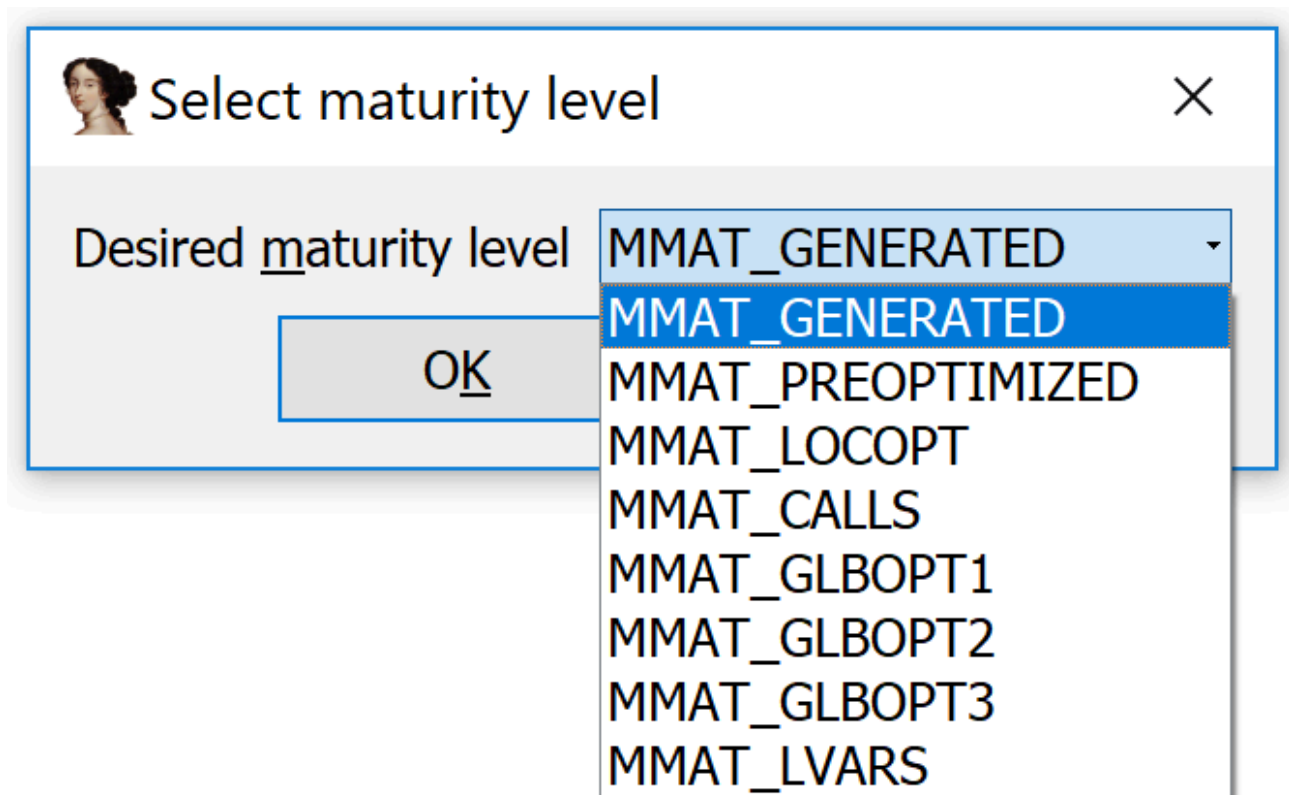 Select maturity level
Desired maturity level MMAT_GENERATED
MMAT_GENERATED
OK
MMAT_PREOPTIMIZED
MMAT_LOCOPT
MMAT_CALLS
MMAT_GLBOPT1
MMAT_GLBOPT2
MMAT_GLBOPT3
MMAT_LVARS